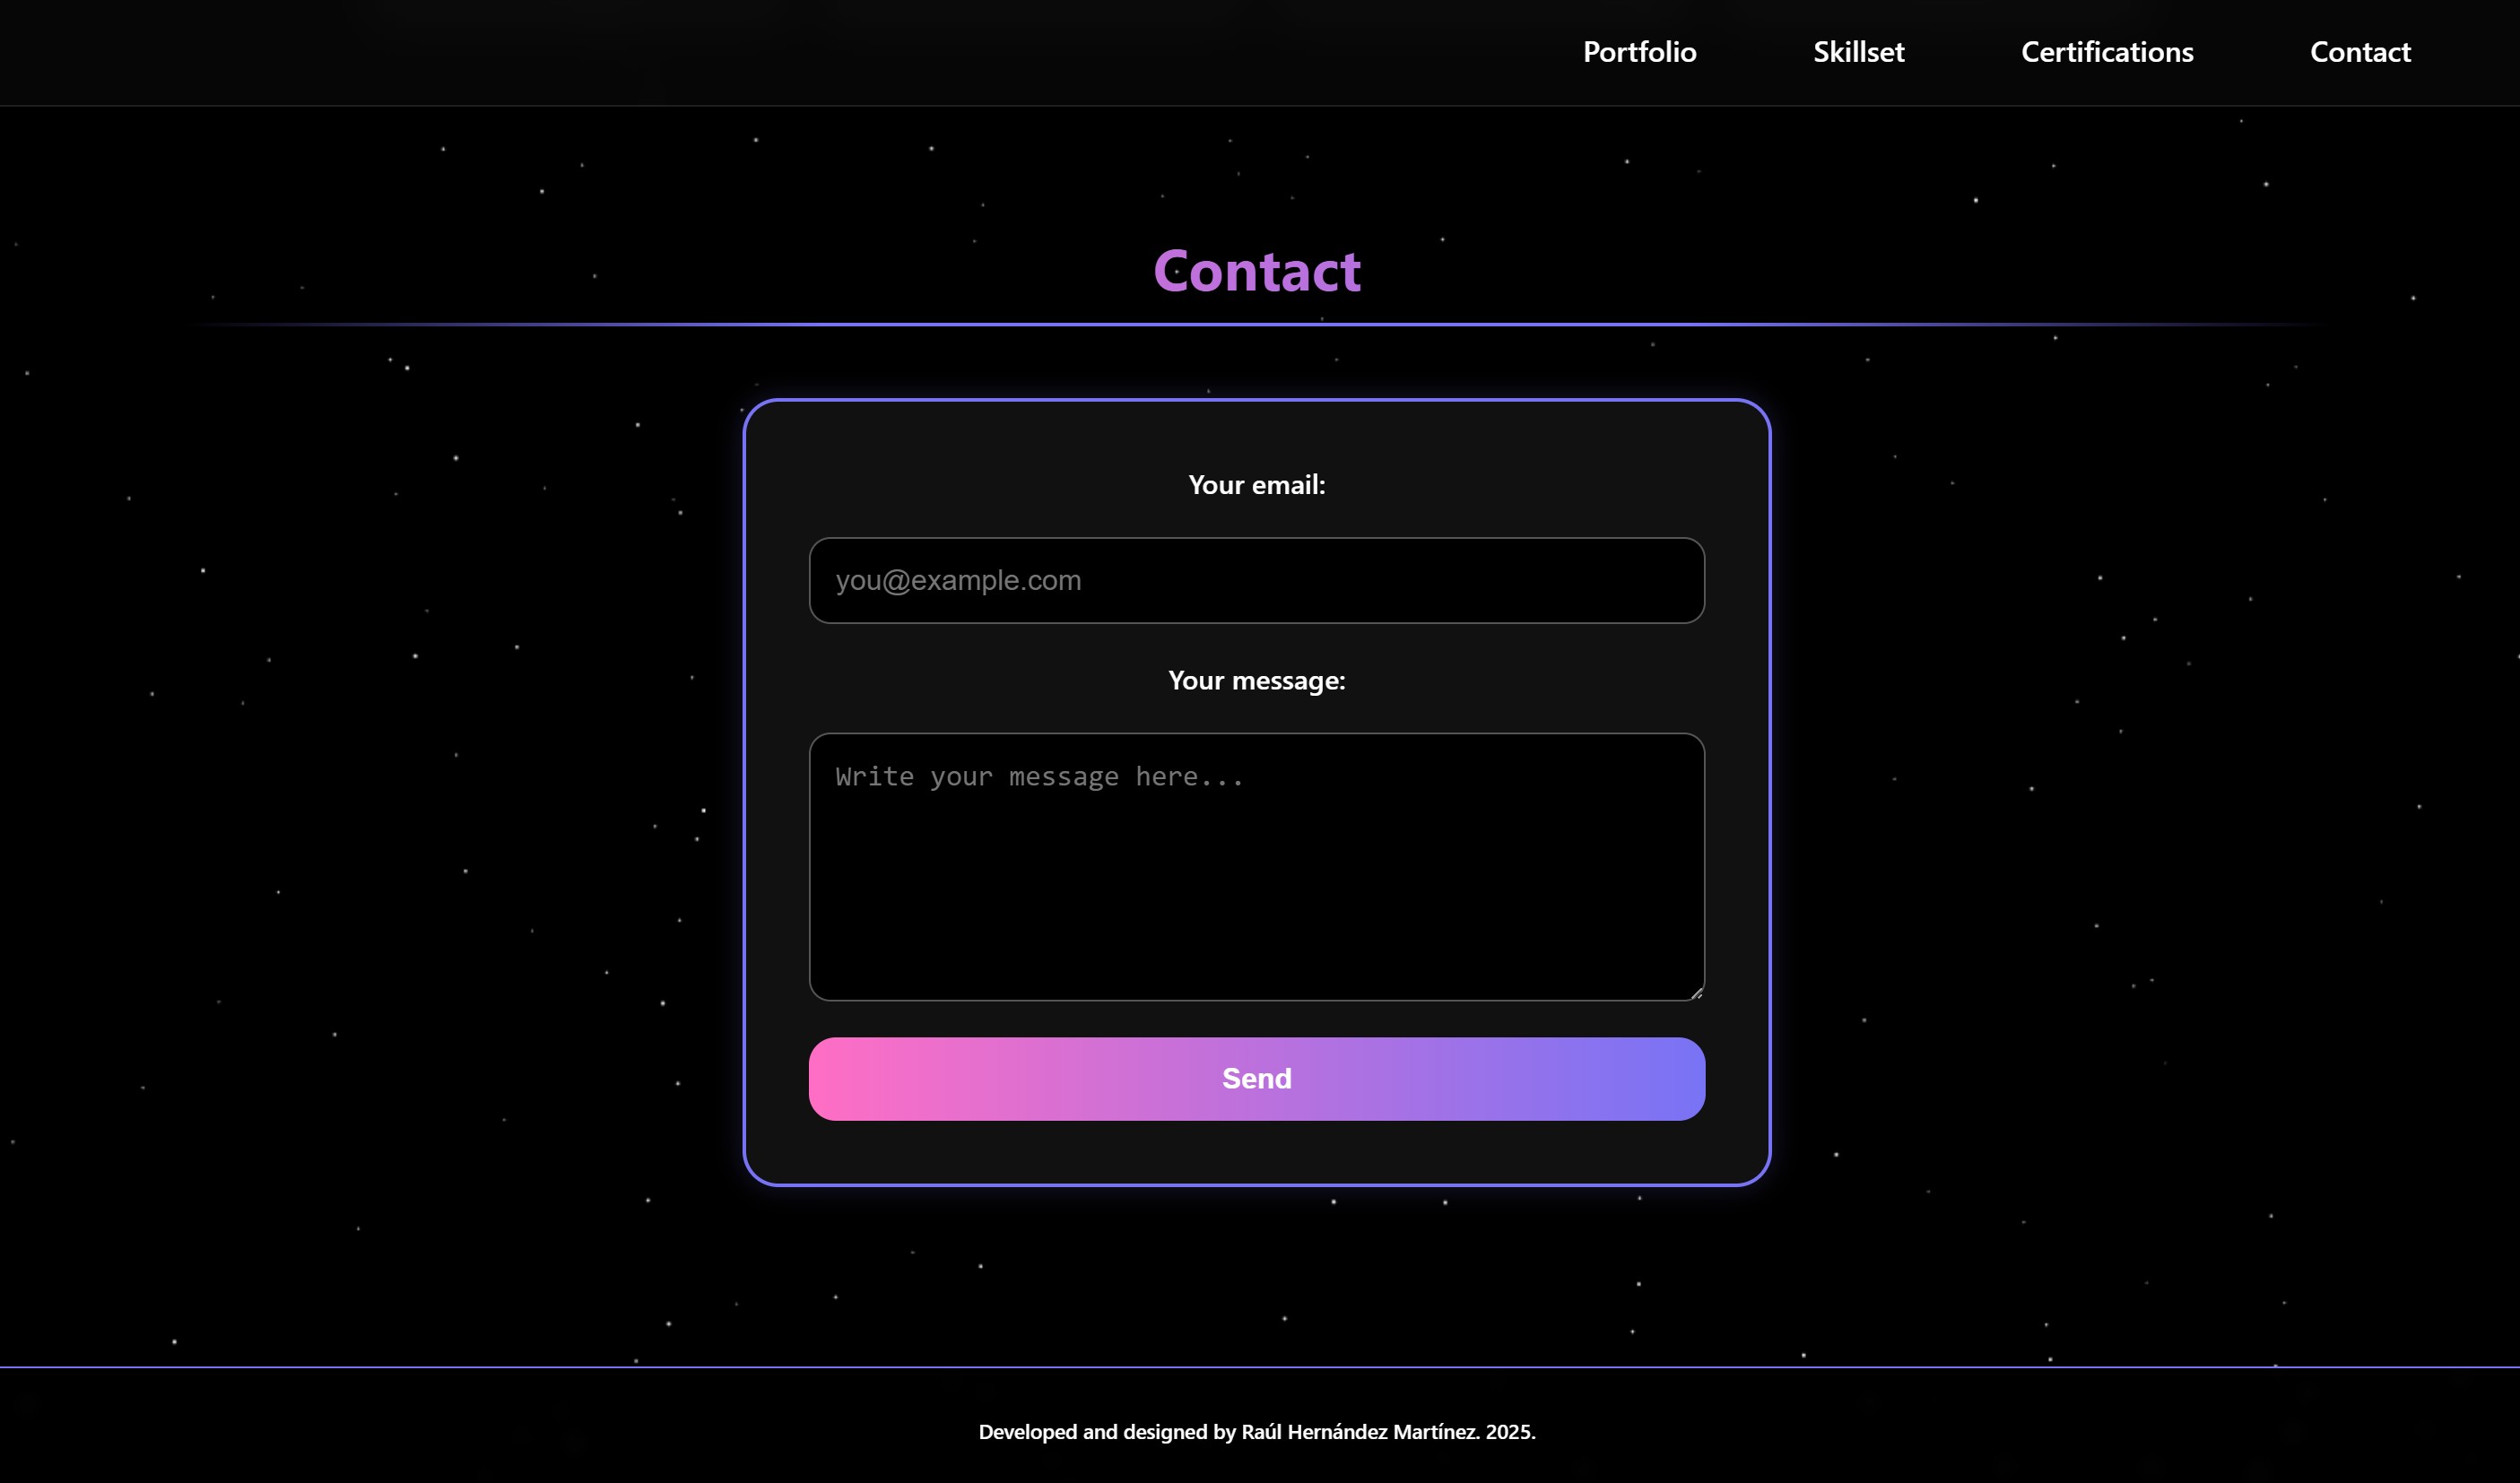 Portfolio Skillset Certifications Contact
Contact
Your email:
you@example.com
Your message:
Write your message here...
Send
Developed and designed by Raúl Hernández Martínez. 2025.